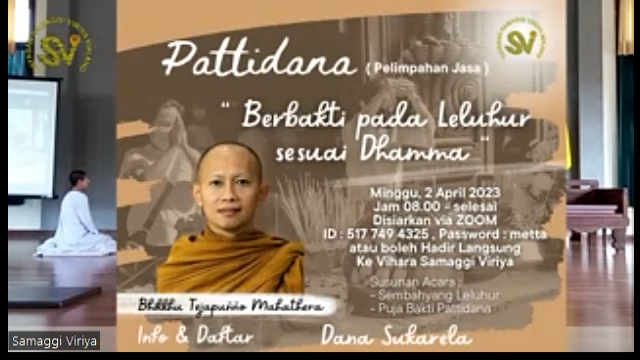 Pattidana ( Pelimpahan Jasa )
" Berbakti pada Leluhur
sesuai Dhamma "
Minggu, 2 April 2023
Jam 08.00 - selesai
Disiarkan via ZOOM
ID : 517 749 4325 , Password : metta
atau boleh Hadir Langsung
Ke Vihara Samaggi Viriya
Susunan Acara :
- Sembahyang Leluhur
- Puja Bakti Pattidana
Bhikkhu Tejapunno Mahathera
Info & Daftar
Dana Sukarela
Samaggi Viriya